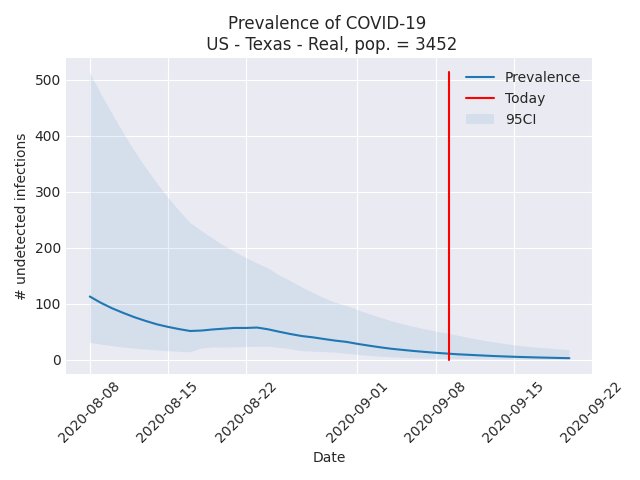 Prevalence of COVID-19
US - Texas - Real, pop. = 3452
# undetected infections
500
400
300
200
100
0
Prevalence
Today
95CI
2020-08-08
2020-08-15
2020-08-22
2020-09-01
2020-09-08
2020-09-15
2020-09-22
Date